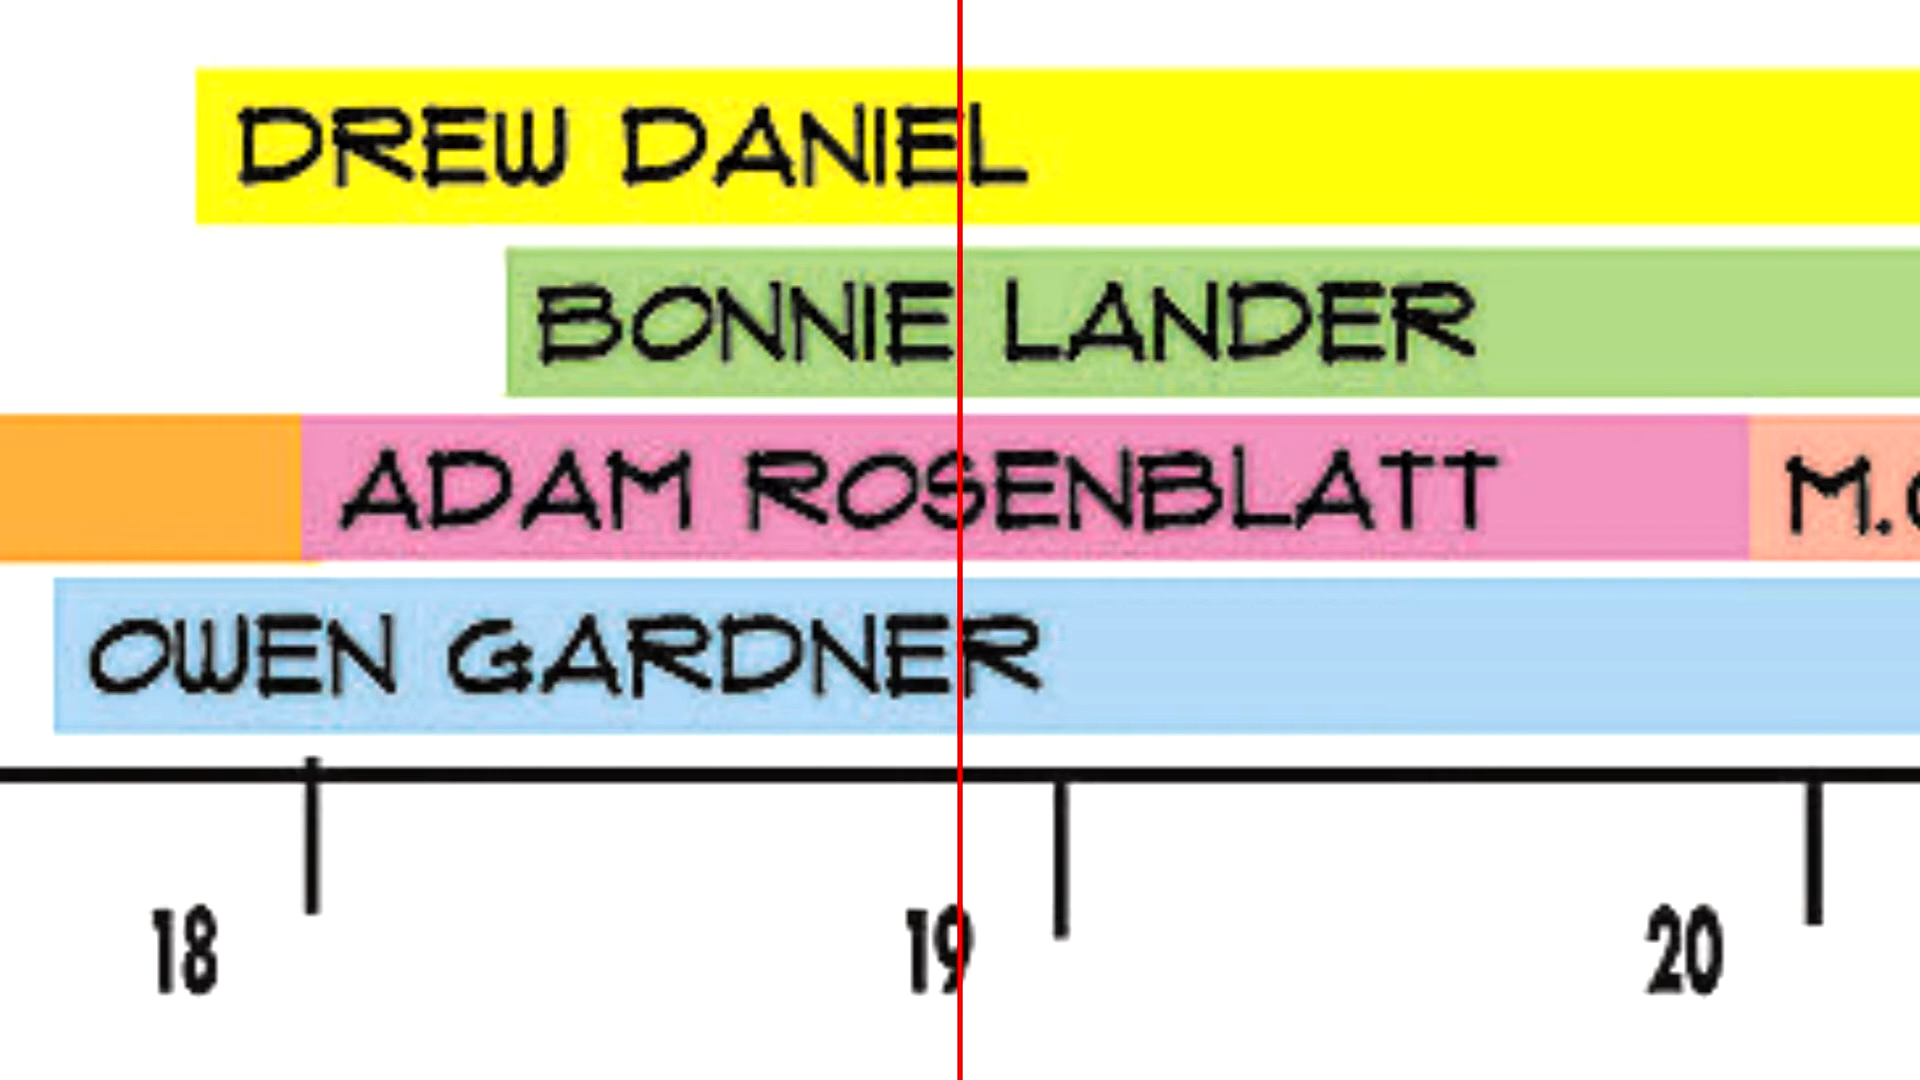 DREW DANIEL
BONNIE LANDER
ADAM ROSENBLATT M.
OWEN GARDNER
18 19 20